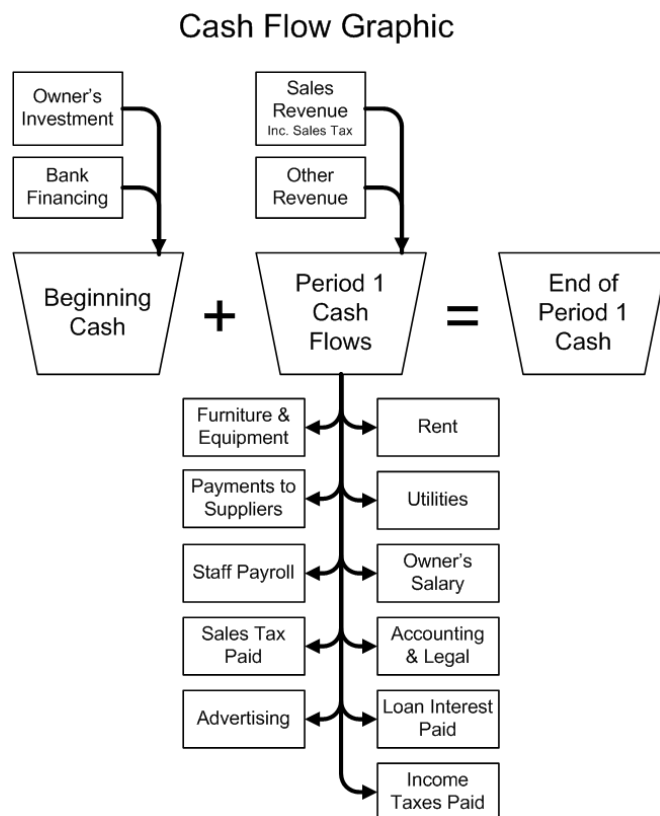 Cash Flow Graphic
Owner's
Investment
Sales
Revenue
Inc. Sales Tax
Bank
Financing
Other
Revenue
Beginning
Cash
+
Period 1
Cash
Flows
=
End of
Period 1
Cash
Furniture &
Equipment
Rent
Payments to
Suppliers
Utilities
Staff Payroll
Owner's
Salary
Sales Tax
Paid
Accounting
& Legal
Advertising
Loan Interest
Paid
Income
Taxes Paid